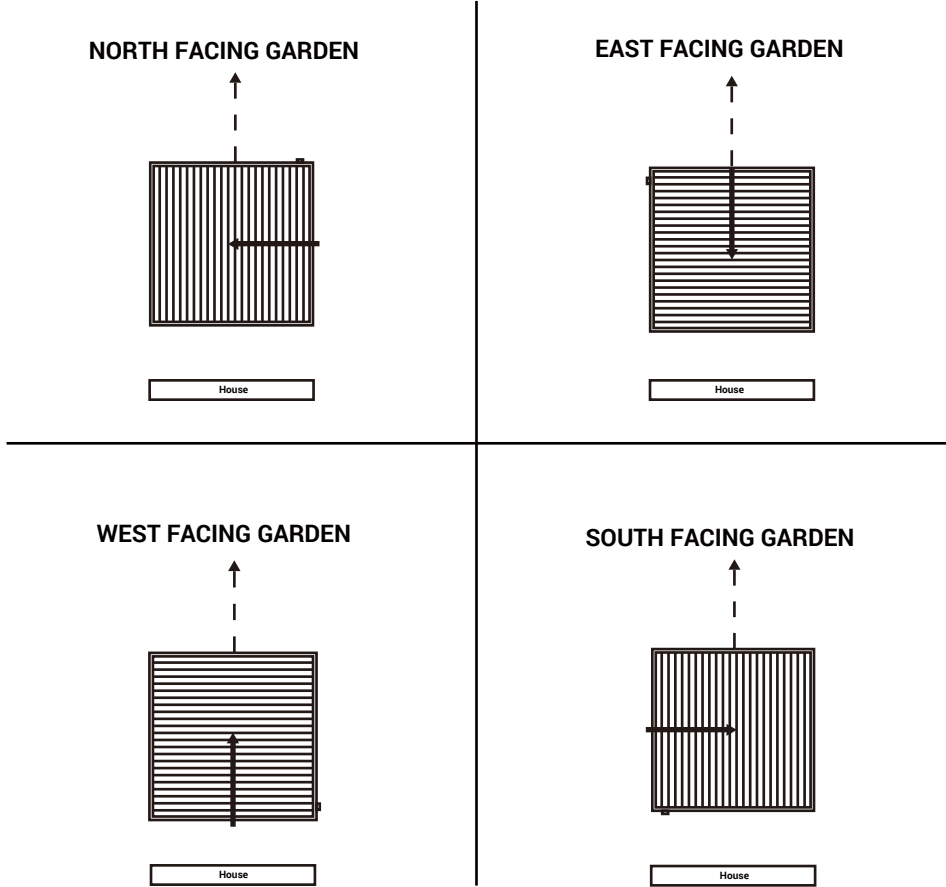 NORTH FACING GARDEN
House
EAST FACING GARDEN
House
WEST FACING GARDEN
House
SOUTH FACING GARDEN
House